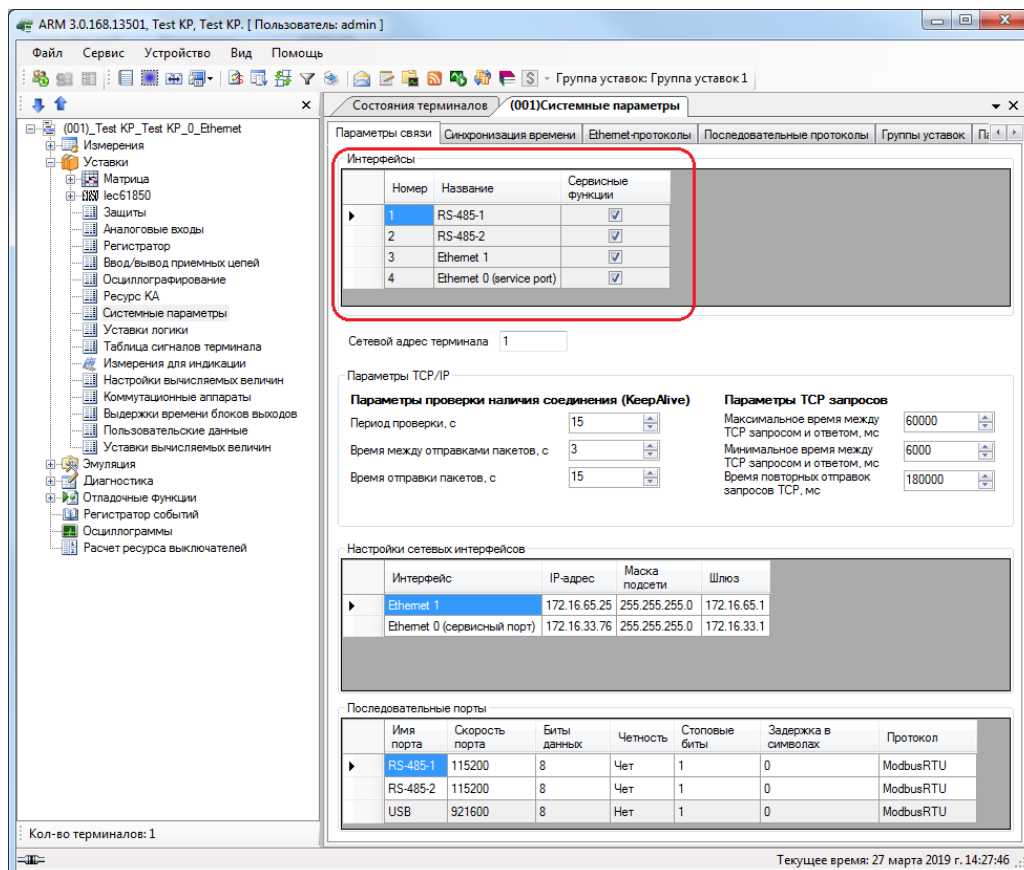 ARM 3.0.168.13501, Test KP, Test KP. [ Пользователь: admin ]
Файл Сервис Устройство Вид Помощь
S Группа уставок: Группа уставок 1
Состояния терминалов (001)Системные параметры
(001)_Test KP_Test KP_0_Ethernet
Измерения
Уставки
Матрица
Iec61850
Защиты
Аналоговые входы
Регистратор
Ввод/вывод приемных цепей
Осциллографирование
Ресурс КА
Системные параметры
Уставки логики
Таблица сигналов терминала
Измерения для индикации
Настройки вычисляемых величин
Коммутационные аппараты
Выдержки времени блоков выходов
Пользовательские данные
Уставки вычисляемых величин
Эмуляция
Диагностика
Отладочные функции
Регистратор событий
Осциллограммы
Расчет ресурса выключателей
Кол-во терминалов: 1
Параметры связи Синхронизация времени Ethernet-протоколы Последовательные протоколы Группы уставок
Интерфейсы
Номер Название Сервисные функции
1 RS-485-1
2 RS-485-2
3 Ethernet 1
4 Ethernet 0 (service port)
Сетевой адрес терминала 1
Параметры TCP/IP
Параметры проверки наличия соединения (KeepAlive) Параметры TCP запросов
Период проверки, с 15
Время между отправками пакетов, с 3
Время отправки пакетов, с 15
Максимальное время между
TCP запросом и ответом, мс 60000
Минимальное время между
TCP запросом и ответом, мс 6000
Время повторных отправок
запросов TCP, мс 180000
Настройки сетевых интерфейсов
Интерфейс IP-адрес Маска подсети Шлюз
Ethernet 1 172.16.65.25 255.255.255.0 172.16.65.1
Ethernet 0 (сервисный порт) 172.16.33.76 255.255.255.0 172.16.33.1
Последовательные порты
Имя порта Скорость порта Биты данных Четность Стоповые биты Задержка в символах Протокол
RS-485-1 115200 8 Чет 1 0 ModbusRTU
RS-485-2 115200 8 Чет 1 0 ModbusRTU
USB 921600 8 Нет 1 0 ModbusRTU
Текущее время: 27 марта 2019 г. 14:27:46